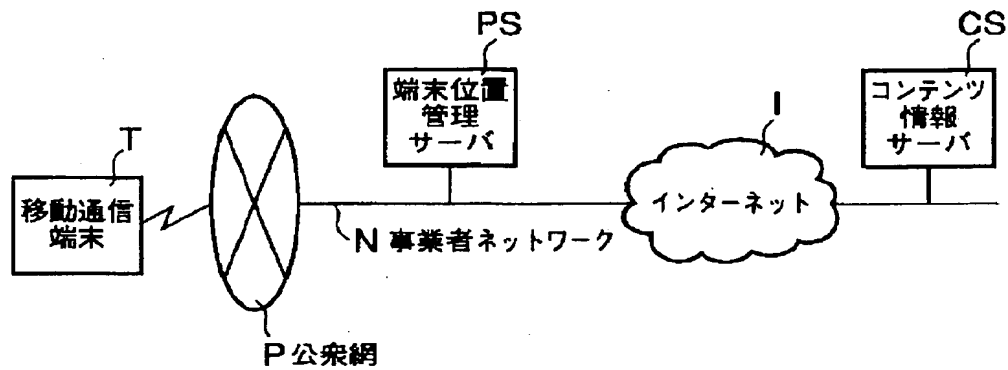 PS
端末位置
管理
サーバ
CS
コンテンツ
情報
サーバ
T
移動通信
端末
I
インターネット
N 事業者ネットワーク
P 公衆網